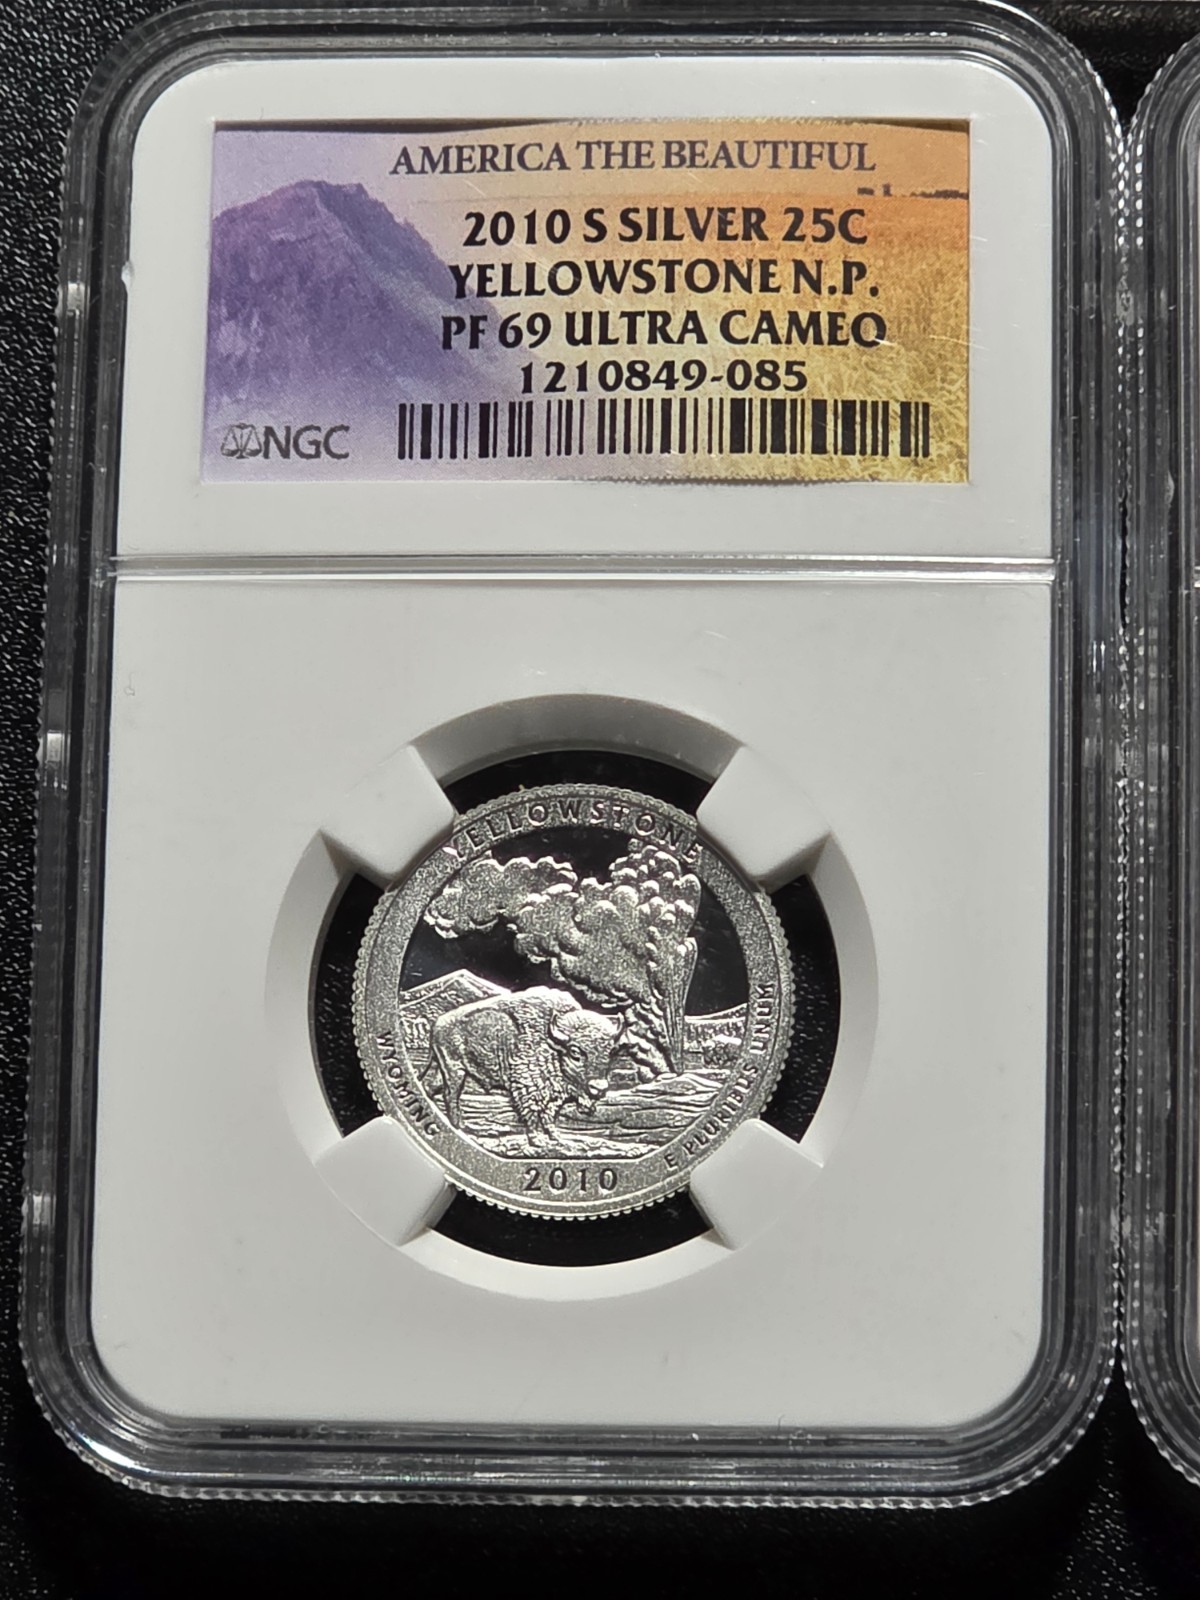 AMERICA THE BEAUTIFUL
2010 S SILVER 25C
YELLOWSTONE N.P.
PF 69 ULTRA CAMEO
1210849-085
NGC
YELLOWSTONE
WYOMING
E PLURIBUS UNUM
2010